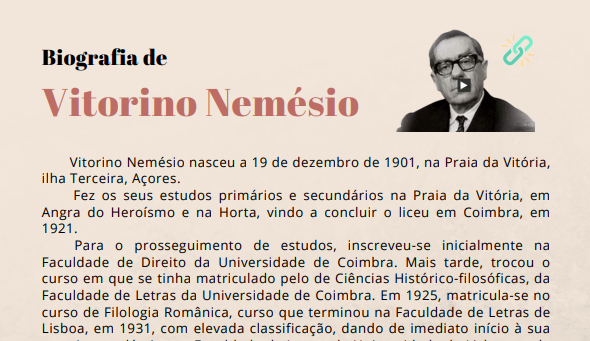 Biografia de
Vitorino Nemésio
Vitorino Nemésio nasceu a 19 de dezembro de 1901, na Praia da Vitória,
ilha Terceira, Açores.
Fez os seus estudos primários e secundários na Praia da Vitória, em
Angra do Heroísmo e na Horta, vindo a concluir o liceu em Coimbra, em
1921.
Para o prosseguimento de estudos, inscreveu-se inicialmente na
Faculdade de Direito da Universidade de Coimbra. Mais tarde, trocou o
curso em que se tinha matriculado pelo de Ciências Histórico-filosóficas, da
Faculdade de Letras da Universidade de Coimbra. Em 1925, matricula-se no
curso de Filologia Românica, curso que terminou na Faculdade de Letras de
Lisboa, em 1931, com elevada classificação, dando de imediato início à sua